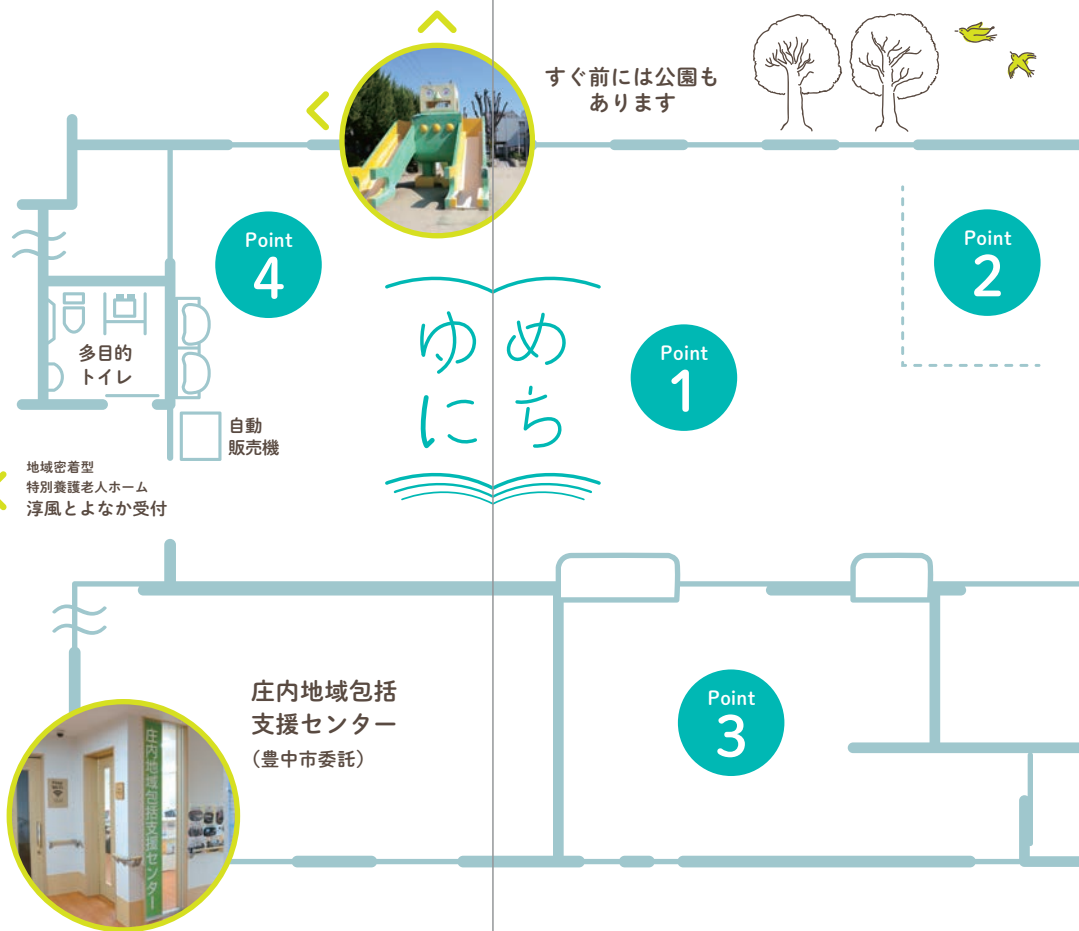 すぐ前には公園も
あります
Point
4
Point
2
Point
1
ゆめ
にち
多目的
トイレ
自動
販売機
地域密着型
特別養護老人ホーム
淳風とよなか受付
庄内地域包括
支援センター
(豊中市委託)
Point
3
庄内地域包括支援センター